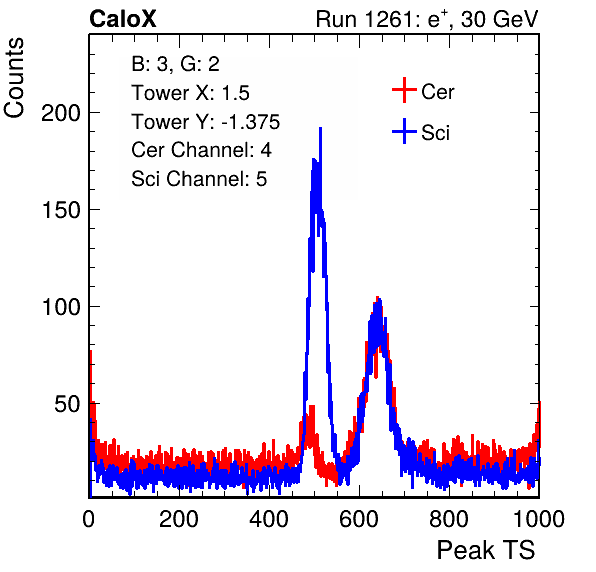 CaloX Run 1261: e⁺, 30 GeV
Counts
B: 3, G: 2
Tower X: 1.5
Tower Y: -1.375
Cer Channel: 4
Sci Channel: 5
Cer
Sci
200
150
100
50
0 200 400 600 800 1000
Peak TS